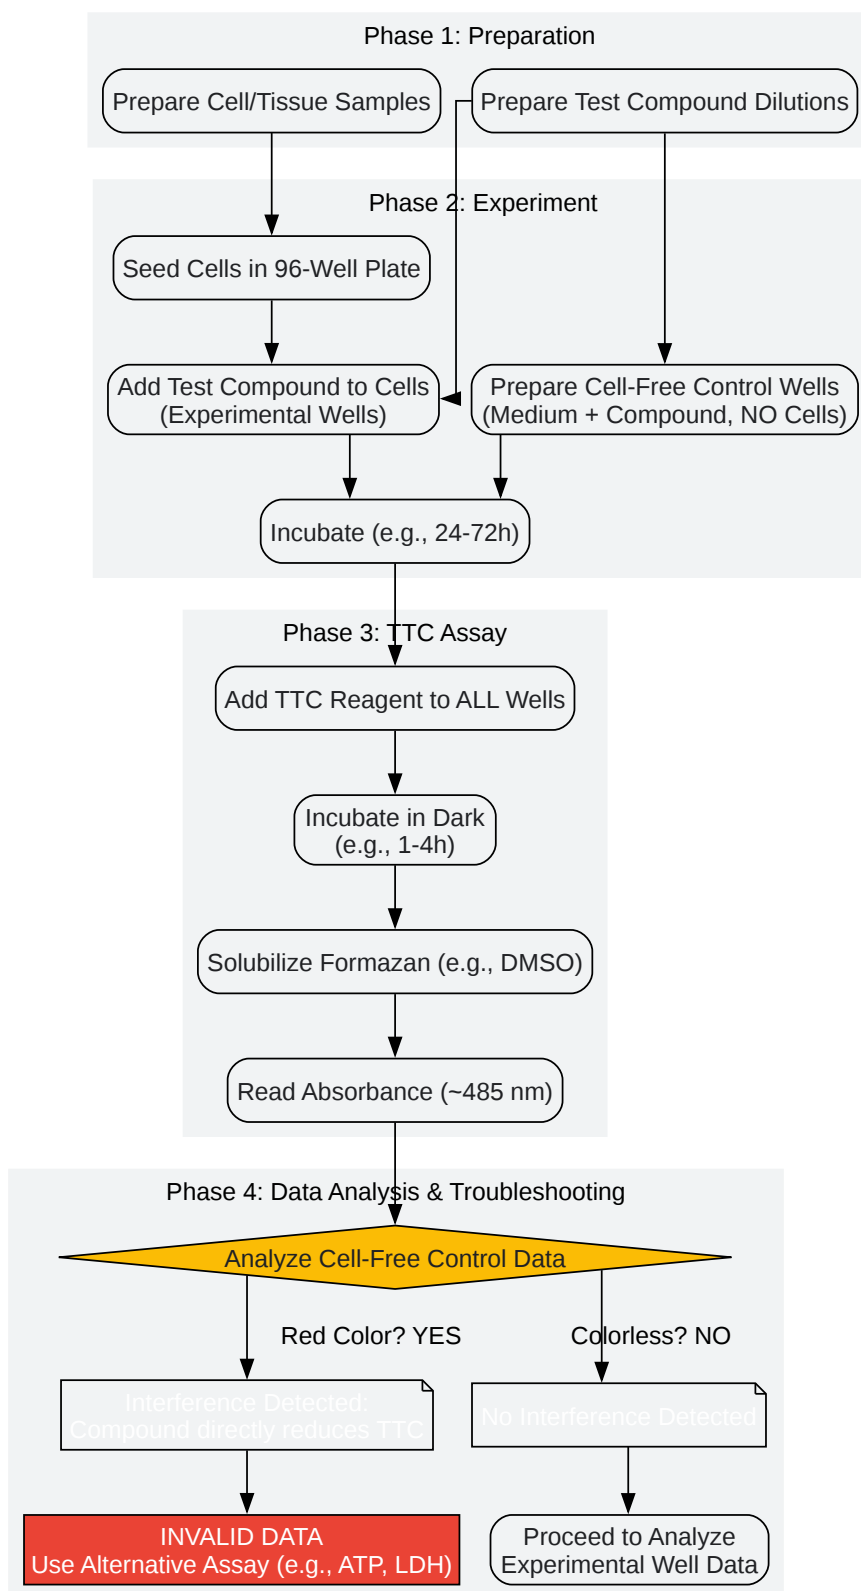 Phase 1: Preparation
Prepare Cell/Tissue Samples
Prepare Test Compound Dilutions
Phase 2: Experiment
Seed Cells in 96-Well Plate
Add Test Compound to Cells
(Experimental Wells)
Prepare Cell-Free Control Wells
(Medium + Compound, NO Cells)
Incubate (e.g., 24-72h)
Phase 3: TTC Assay
Add TTC Reagent to ALL Wells
Incubate in Dark
(e.g., 1-4h)
Solubilize Formazan (e.g., DMSO)
Read Absorbance (~485 nm)
Phase 4: Data Analysis & Troubleshooting
Analyze Cell-Free Control Data
Red Color? YES
Colorless? NO
Interference Detected:
Compound directly reduces TTC
No Interference Detected
INVALID DATA
Use Alternative Assay (e.g., ATP, LDH)
Proceed to Analyze
Experimental Well Data